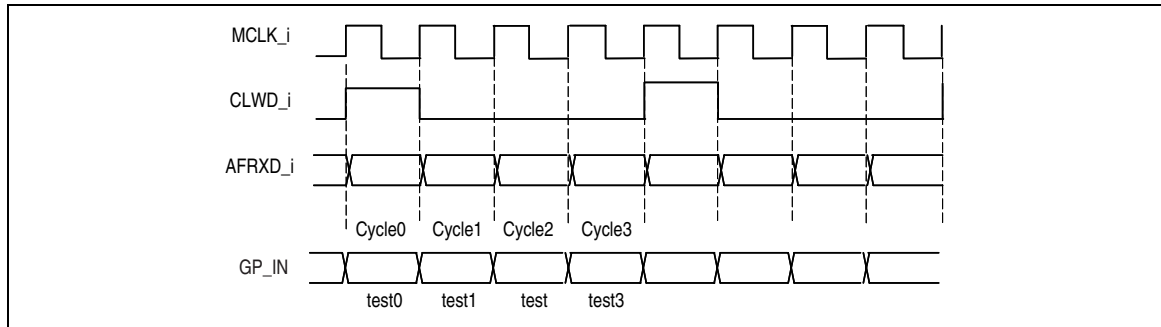 MCLK_i
CLWD_i
AFRXD_i
Cycle0 Cycle1 Cycle2 Cycle3
GP_IN
test0 test1 test test3